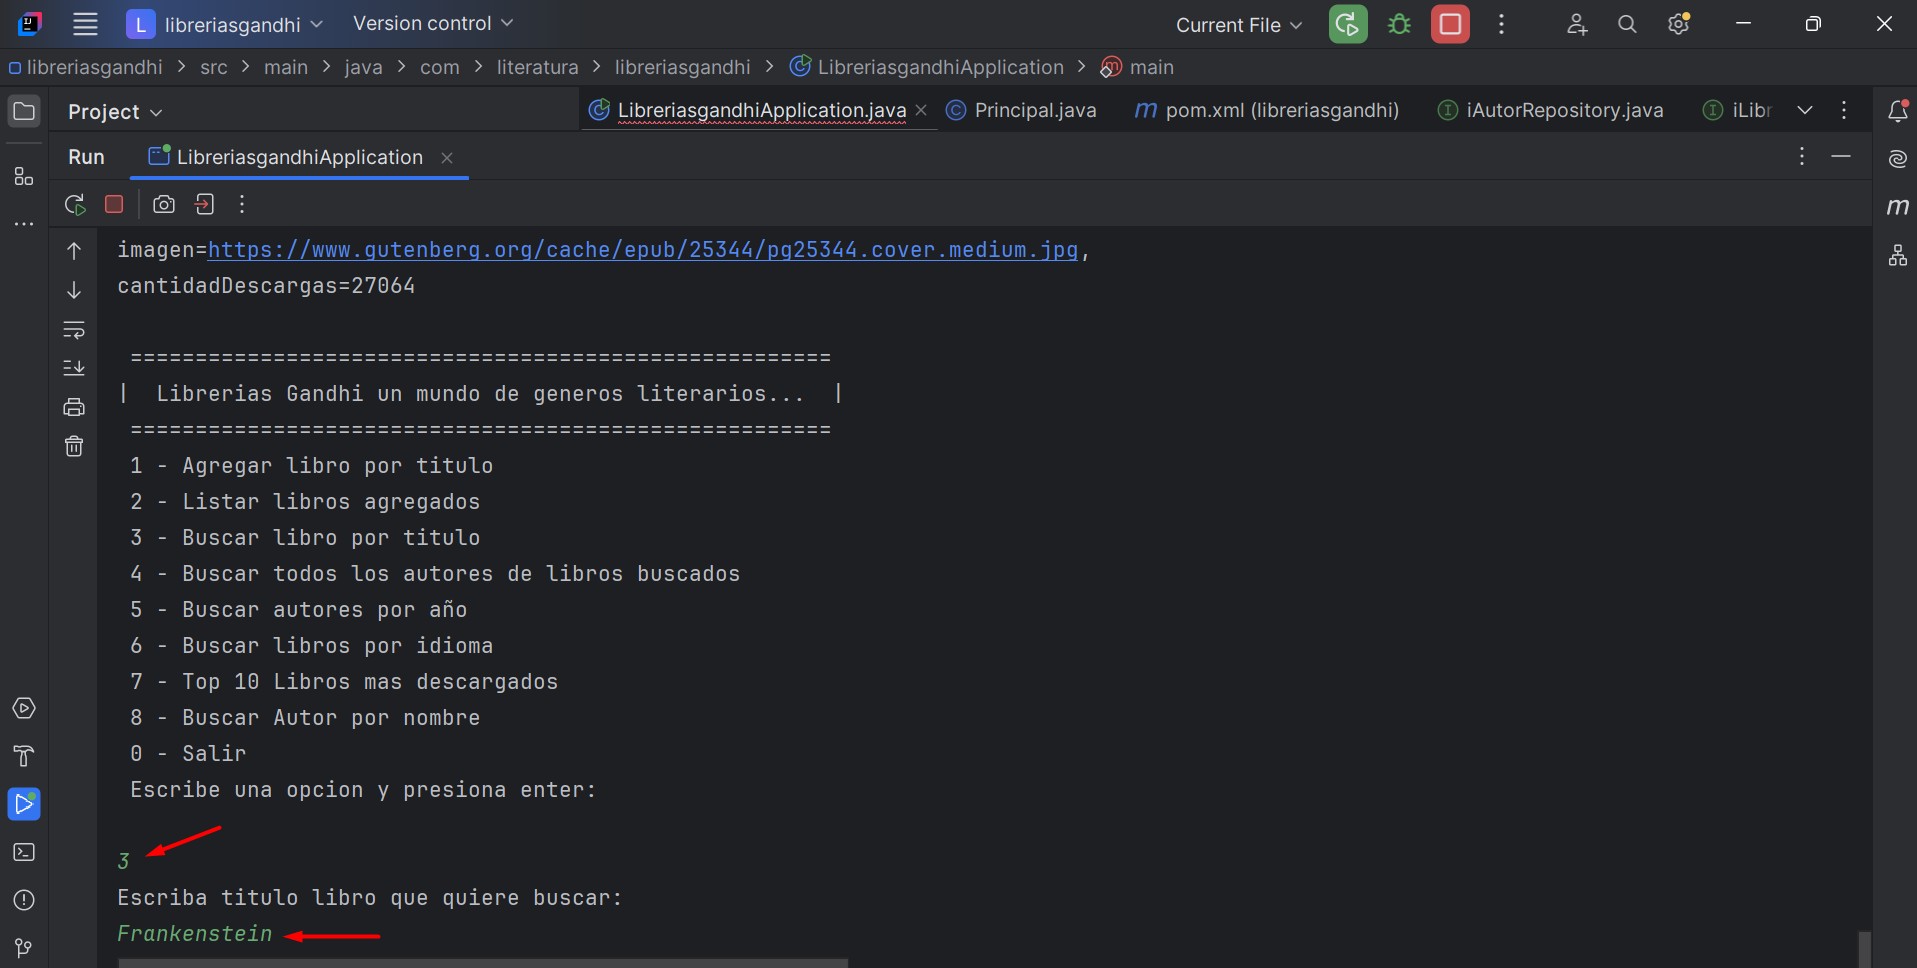 L libreriasgandhi Version control Current File
libreriasgandhi > src > main > java > com > literatura > libreriasgandhi > LibreriasgandhiApplication > main
Project LibreriasgandhiApplication.java Principal.java pom.xml (libreriasgandhi) iAutorRepository.java iLibr
Run LibreriasgandhiApplication
imagen=https://www.gutenberg.org/cache/epub/25344/pg25344.cover.medium.jpg,
cantidadDescargas=27064
======================================================
| Librerias Gandhi un mundo de generos literarios... |
======================================================
1 - Agregar libro por titulo
2 - Listar libros agregados
3 - Buscar libro por titulo
4 - Buscar todos los autores de libros buscados
5 - Buscar autores por año
6 - Buscar libros por idioma
7 - Top 10 Libros mas descargados
8 - Buscar Autor por nombre
0 - Salir
Escribe una opcion y presiona enter:
3
Escriba titulo libro que quiere buscar:
Frankenstein